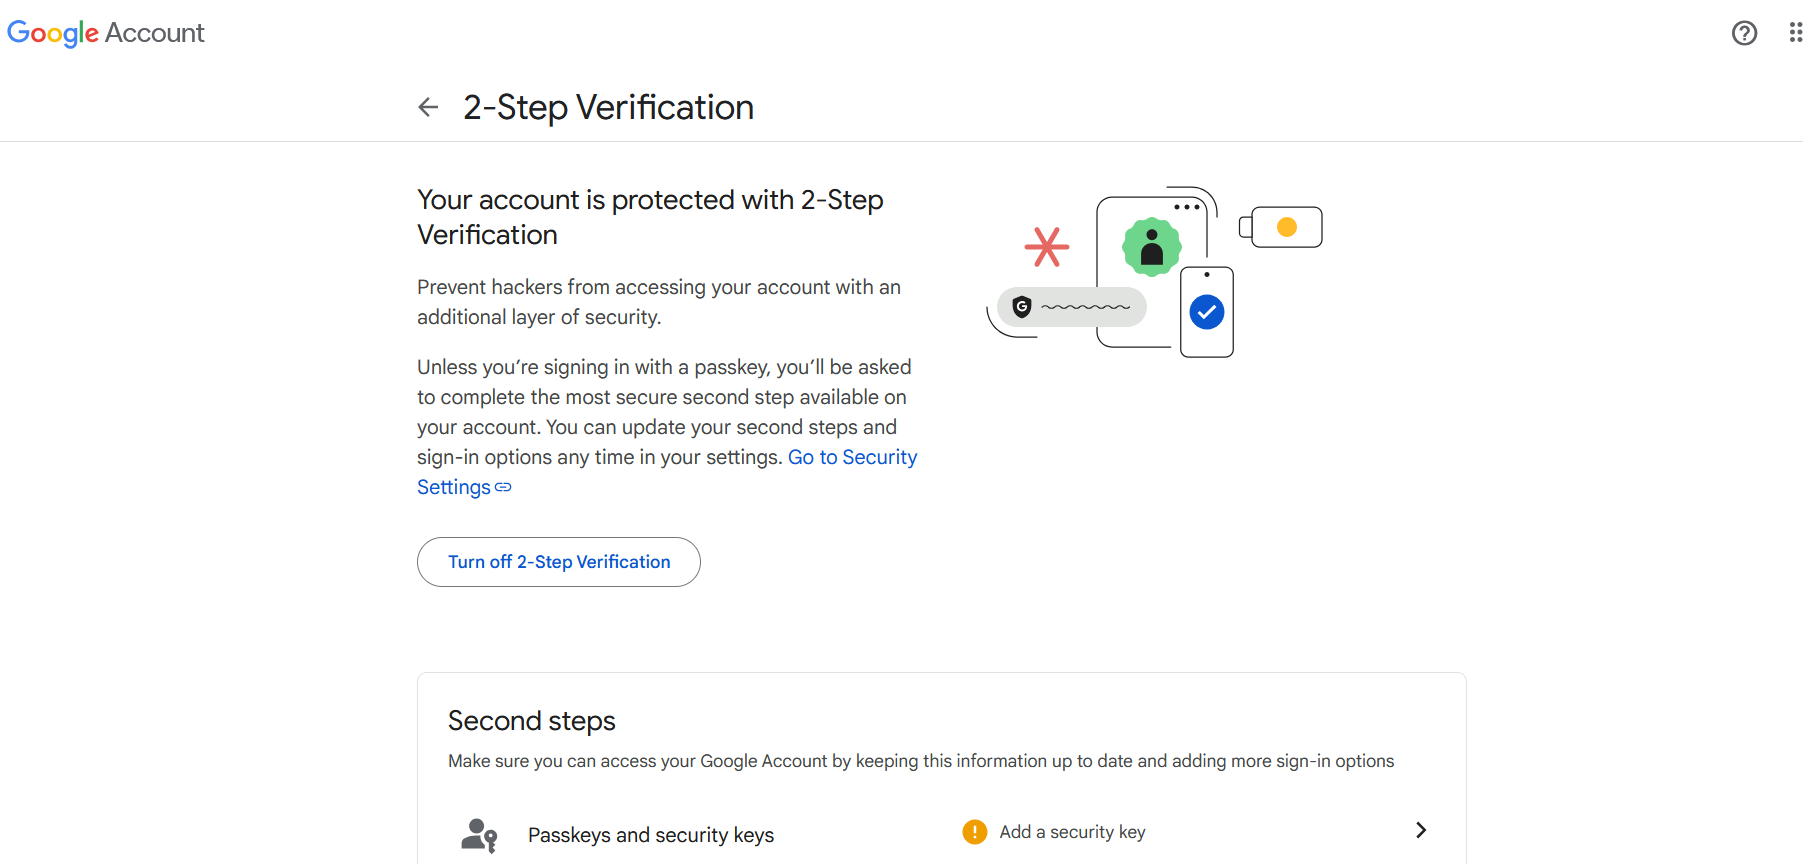 Google Account
2-Step Verification
Your account is protected with 2-Step
Verification
Prevent hackers from accessing your account with an
additional layer of security.
Unless you’re signing in with a passkey, you’ll be asked
to complete the most secure second step available on
your account. You can update your second steps and
sign-in options any time in your settings. Go to Security
Settings
Turn off 2-Step Verification
Second steps
Make sure you can access your Google Account by keeping this information up to date and adding more sign-in options
Passkeys and security keys
Add a security key